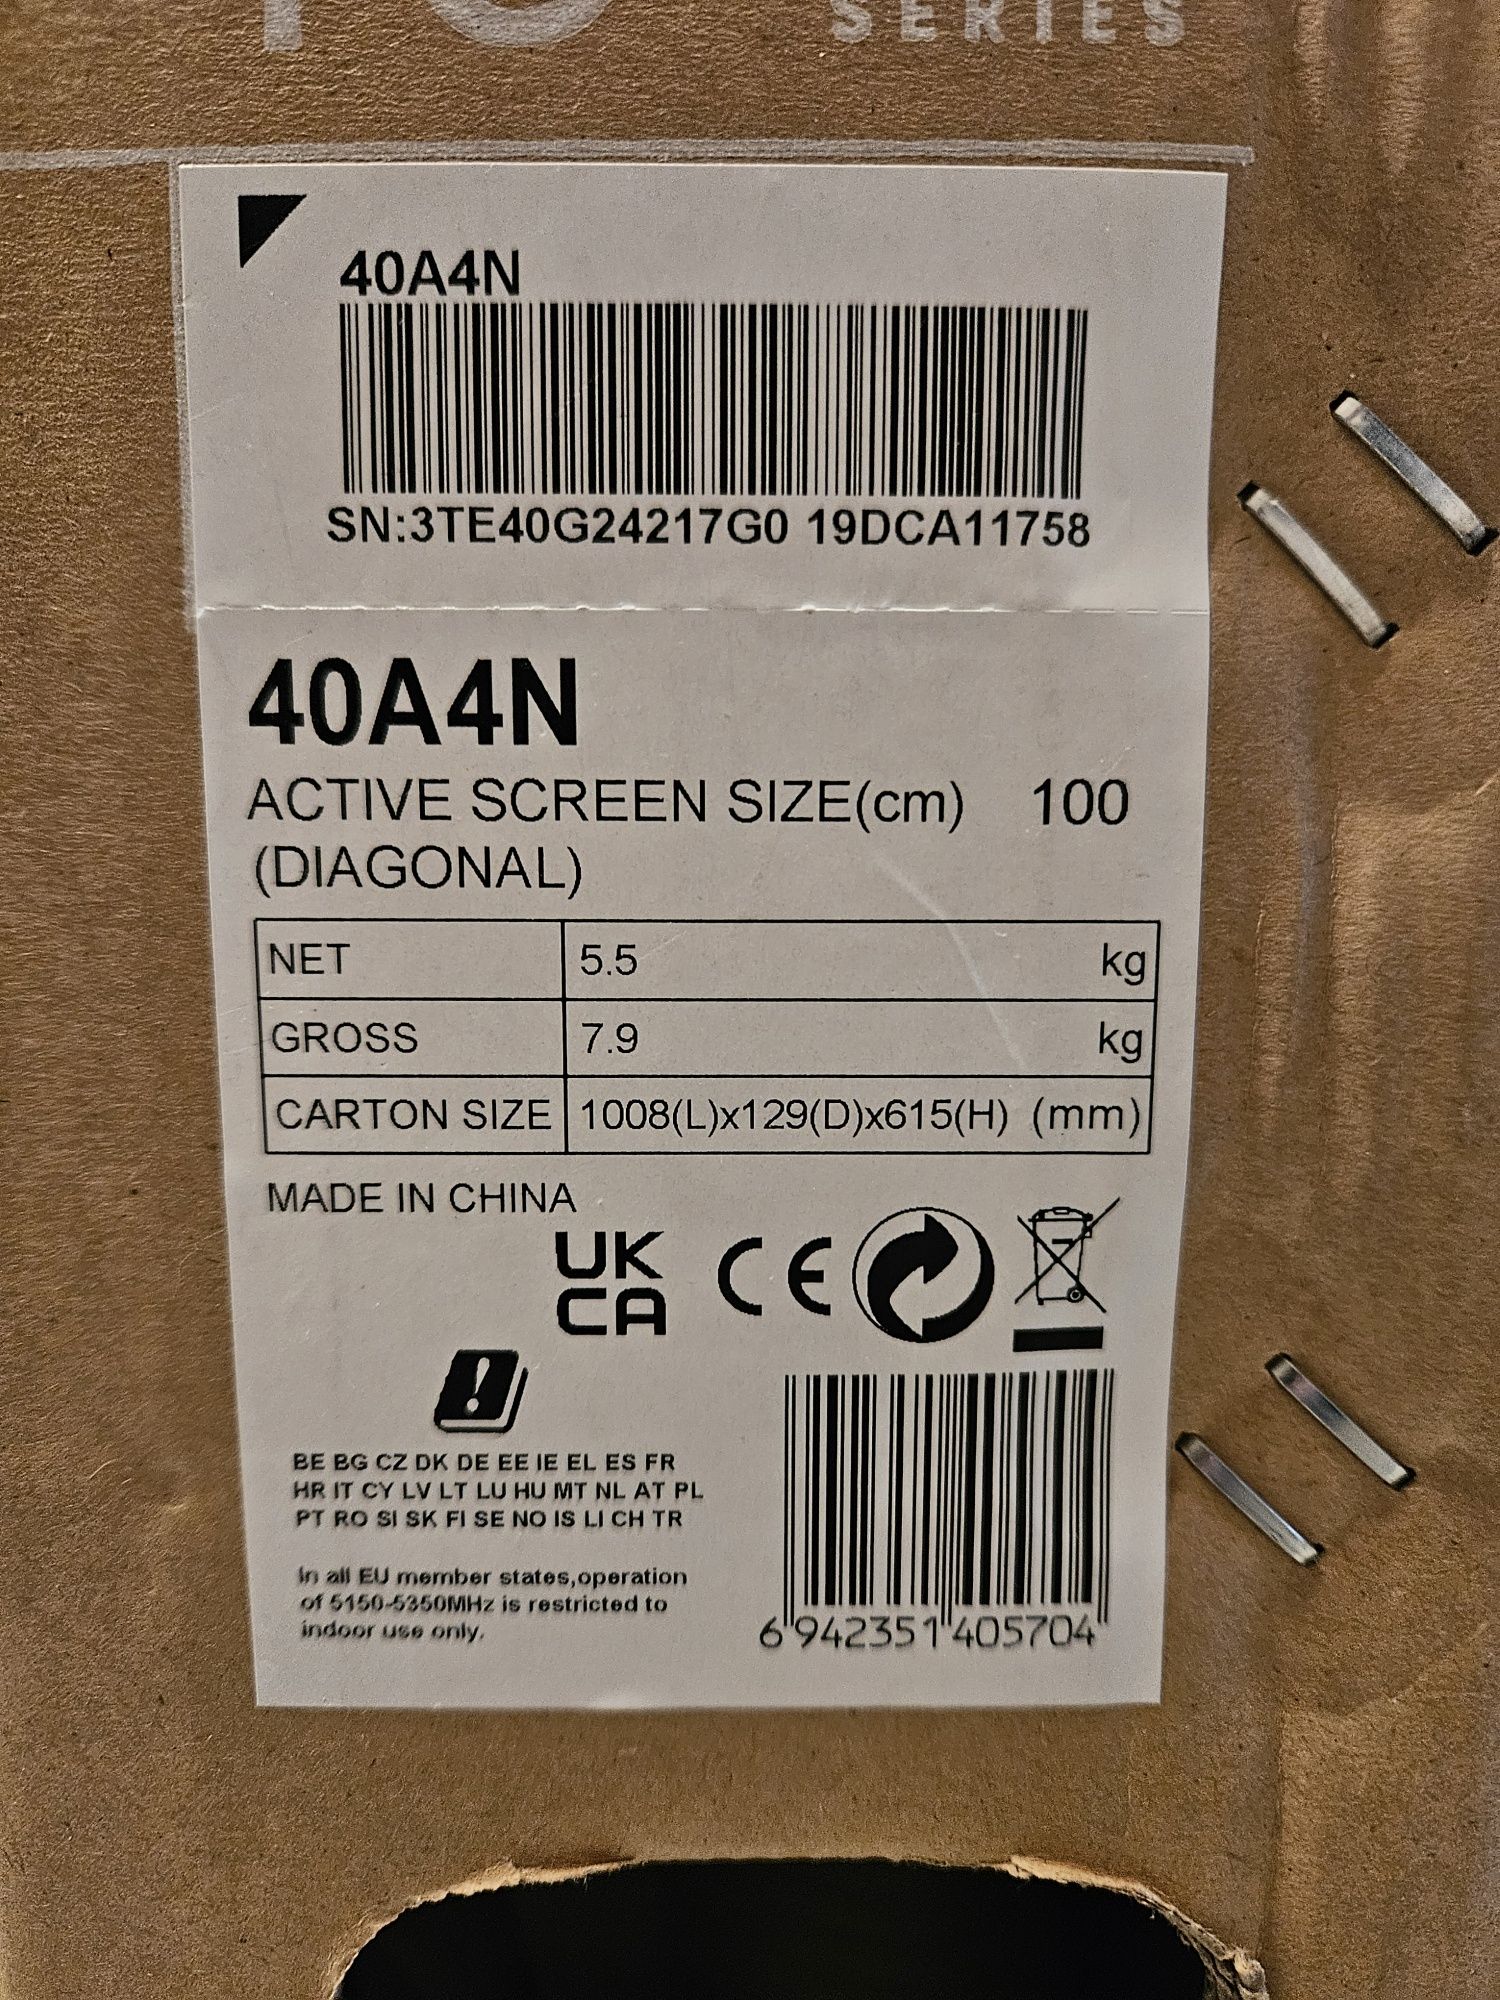 SERIES
40A4N
SN:3TE40G24217G0 19DCA11758
40A4N
ACTIVE SCREEN SIZE(cm) 100
(DIAGONAL)
NET 5.5 kg
GROSS 7.9 kg
CARTON SIZE 1008(L)x129(D)x615(H) (mm)
MADE IN CHINA
UK
CA
CE
BE BG CZ DK DE EE IE EL ES FR
HR IT CY LV LT LU HU MT NL AT PL
PT RO SI SK FI SE NO IS LI CH TR
In all EU member states,operation
of 5150-5350MHz is restricted to
indoor use only.
6 942351 405704